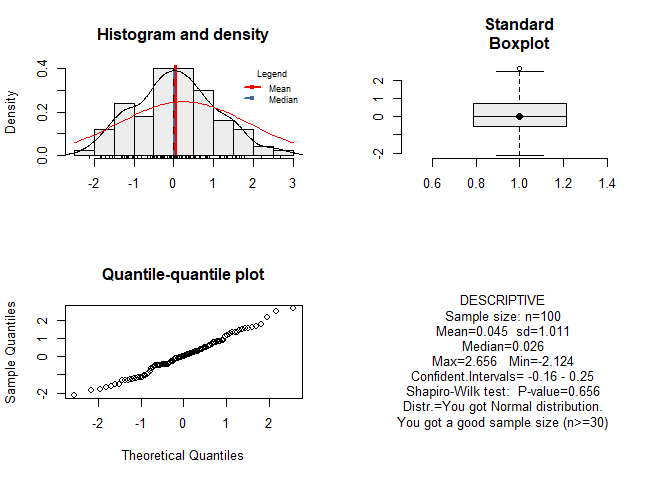 Histogram and density
Density
0.0
0.2
0.4
Legend
Mean
Median
-2
-1
0
1
2
3
Standard
Boxplot
-2
0
1
2
0.6
0.8
1.0
1.2
1.4
Quantile-quantile plot
Sample Quantiles
-2
0
1
2
-2
-1
0
1
2
Theoretical Quantiles
DESCRIPTIVE
Sample size: n=100
Mean=0.045 sd=1.011
Median=0.026
Max=2.656 Min=-2.124
Confident.Intervals= -0.16 - 0.25
Shapiro-Wilk test: P-value=0.656
Distr.=You got Normal distribution.
You got a good sample size (n>=30)